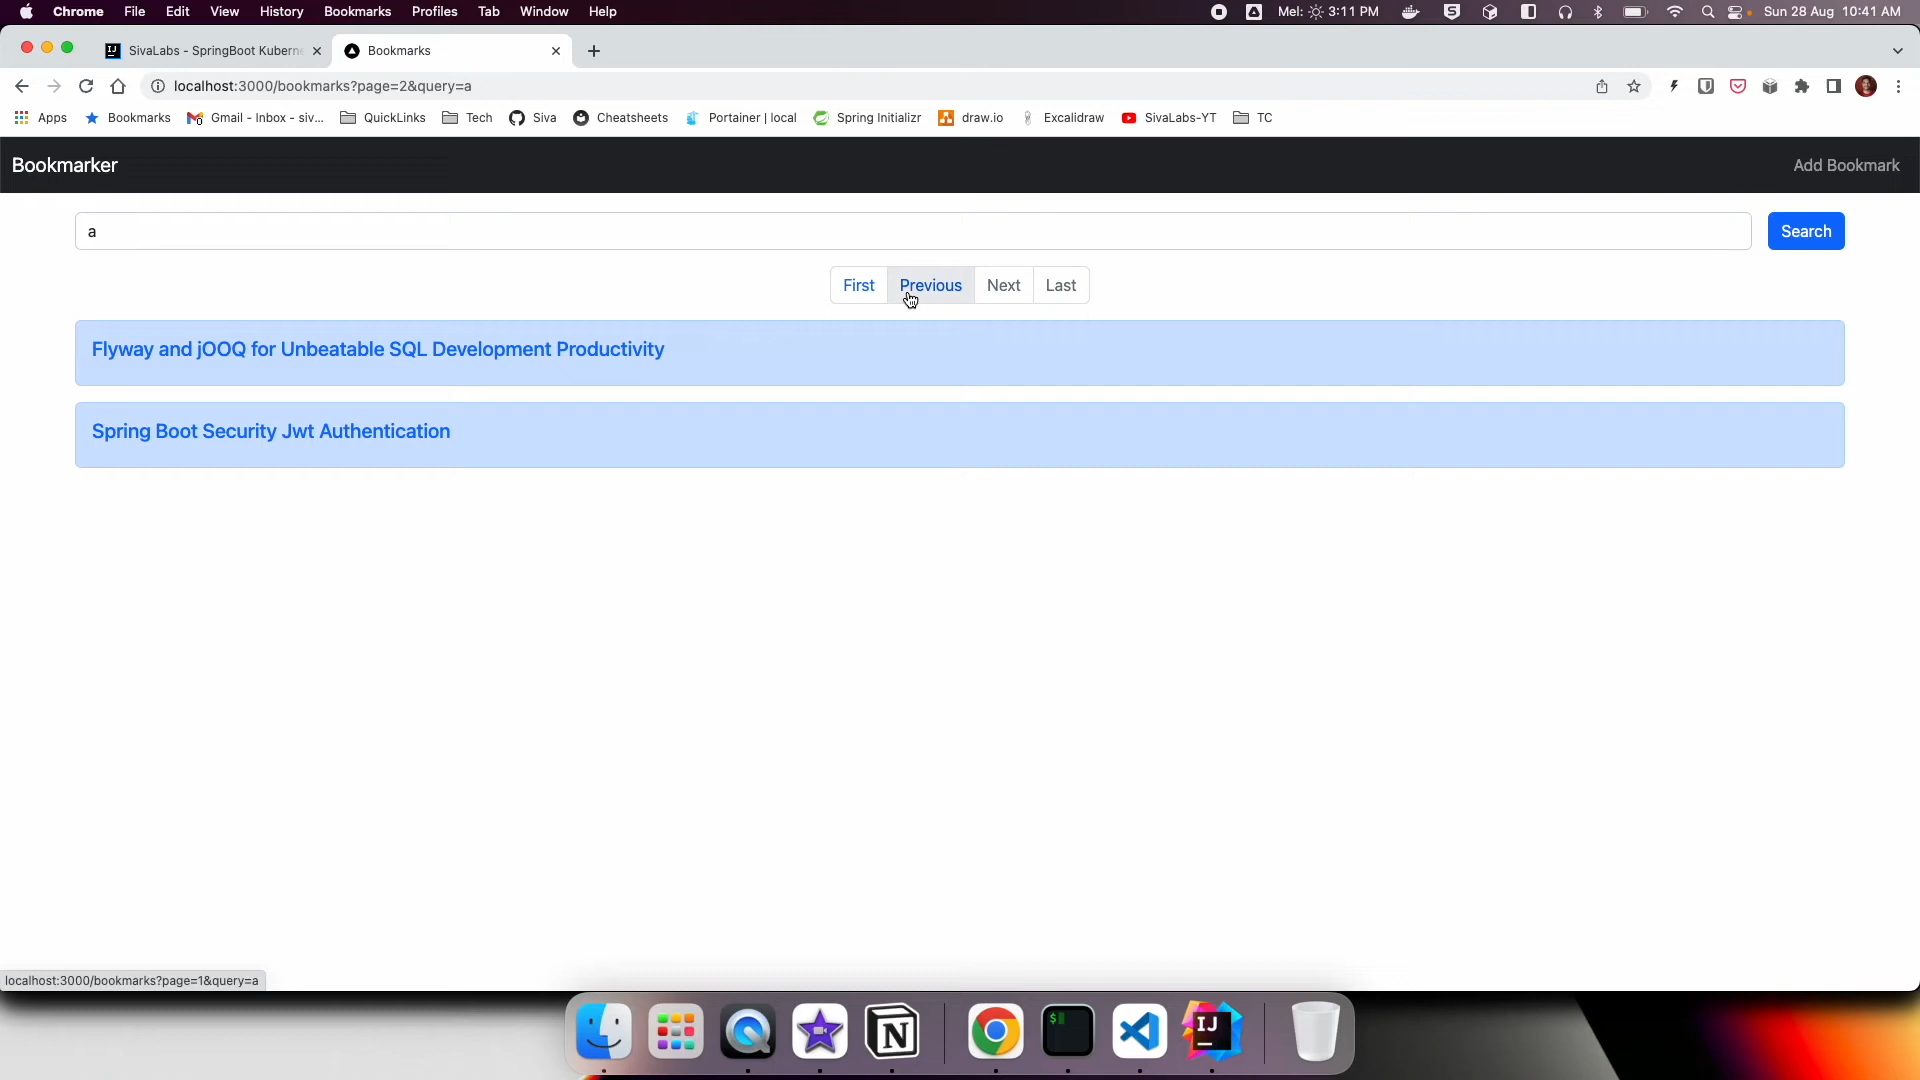 Chrome File Edit View History Bookmarks Profiles Tab Window Help Mel: 3:11 PM Sun 28 Aug 10:41 AM
SivaLabs - SpringBoot Kuberne Bookmarks
localhost:3000/bookmarks?page=2&query=a
Apps Bookmarks Gmail - Inbox - siv... QuickLinks Tech Siva Cheatsheets Portainer | local Spring Initializr draw.io Excalidraw SivaLabs-YT TC
Bookmarker Add Bookmark
a Search
First Previous Next Last
Flyway and jOOQ for Unbeatable SQL Development Productivity
Spring Boot Security Jwt Authentication
localhost:3000/bookmarks?page=1&query=a